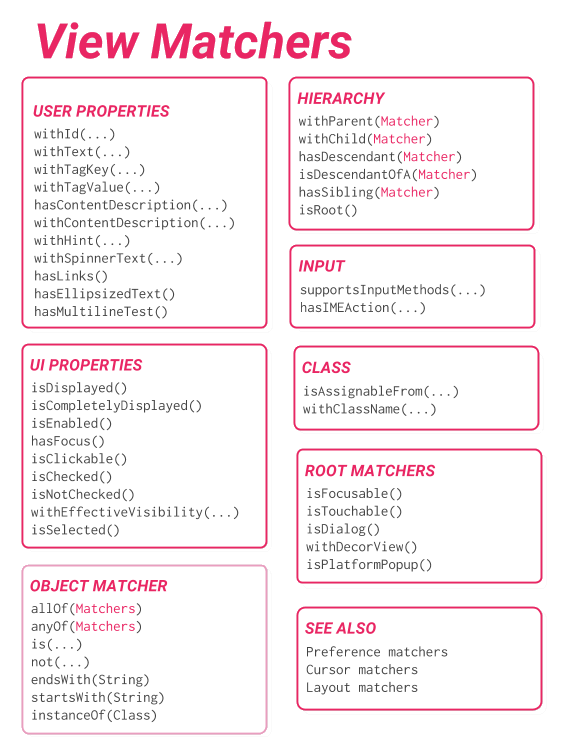 View Matchers
USER PROPERTIES
withId(...)
withText(...)
withTagKey(...)
withTagValue(...)
hasContentDescription(...)
withContentDescription(...)
withHint(...)
withSpinnerText(...)
hasLinks()
hasEllipsizedText()
hasMultilineTest()
UI PROPERTIES
isDisplayed()
isCompletelyDisplayed()
isEnabled()
hasFocus()
isClickable()
isChecked()
isNotChecked()
withEffectiveVisibility(...)
isSelected()
OBJECT MATCHER
allOf(Matchers)
anyOf(Matchers)
is(...)
not(...)
endsWith(String)
startsWith(String)
instanceOf(Class)
HIERARCHY
withParent(Matcher)
withChild(Matcher)
hasDescendant(Matcher)
isDescendantOfA(Matcher)
hasSibling(Matcher)
isRoot()
INPUT
supportsInputMethods(...)
hasIMEAction(...)
CLASS
isAssignableFrom(...)
withClassName(...)
ROOT MATCHERS
isFocusable()
isTouchable()
isDialog()
withDecorView()
isPlatformPopup()
SEE ALSO
Preference matchers
Cursor matchers
Layout matchers